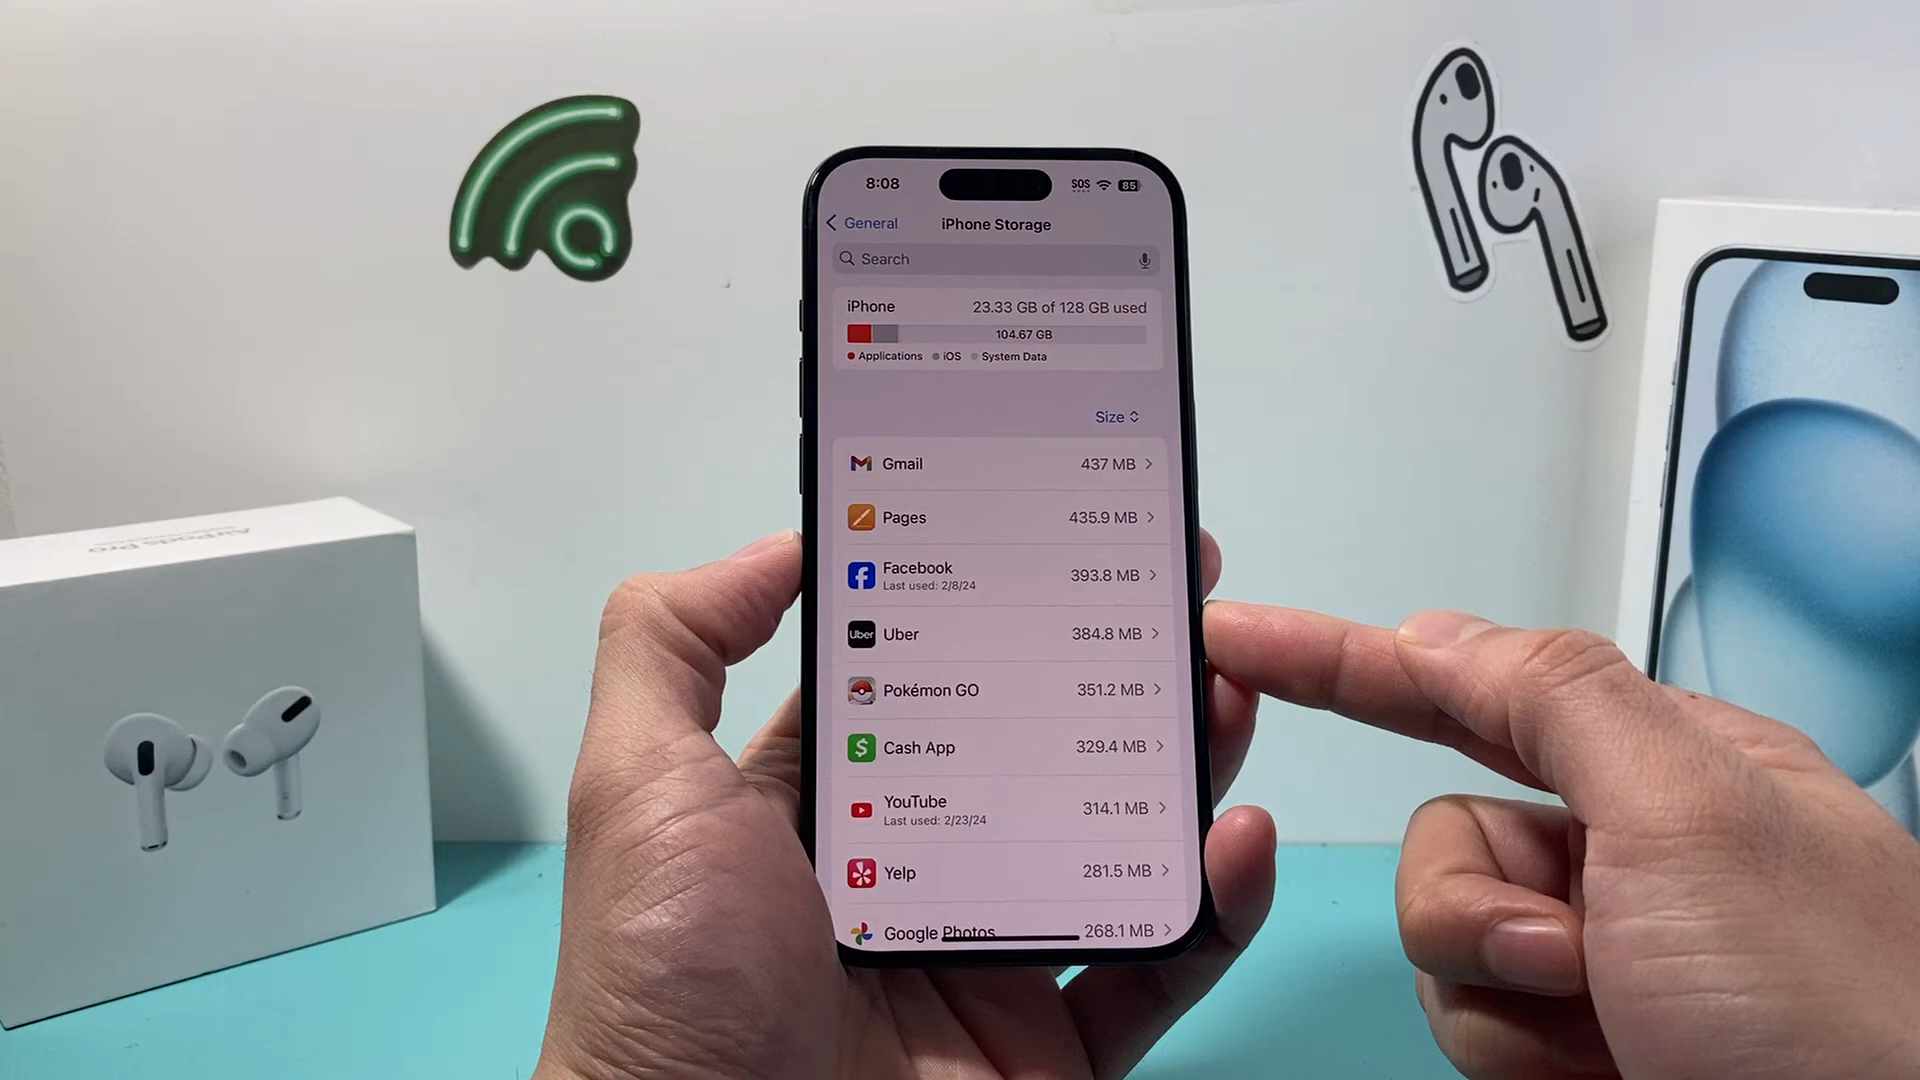 8:08
SOS
85
General
iPhone Storage
Search
iPhone
23.33 GB of 128 GB used
104.67 GB
Applications
iOS
System Data
Size
Gmail
437 MB
Pages
435.9 MB
Facebook
Last used: 2/8/24
393.8 MB
Uber
Uber
384.8 MB
Pokémon GO
351.2 MB
Cash App
329.4 MB
YouTube
Last used: 2/23/24
314.1 MB
Yelp
281.5 MB
Google Photos
268.1 MB
AirPods Pro